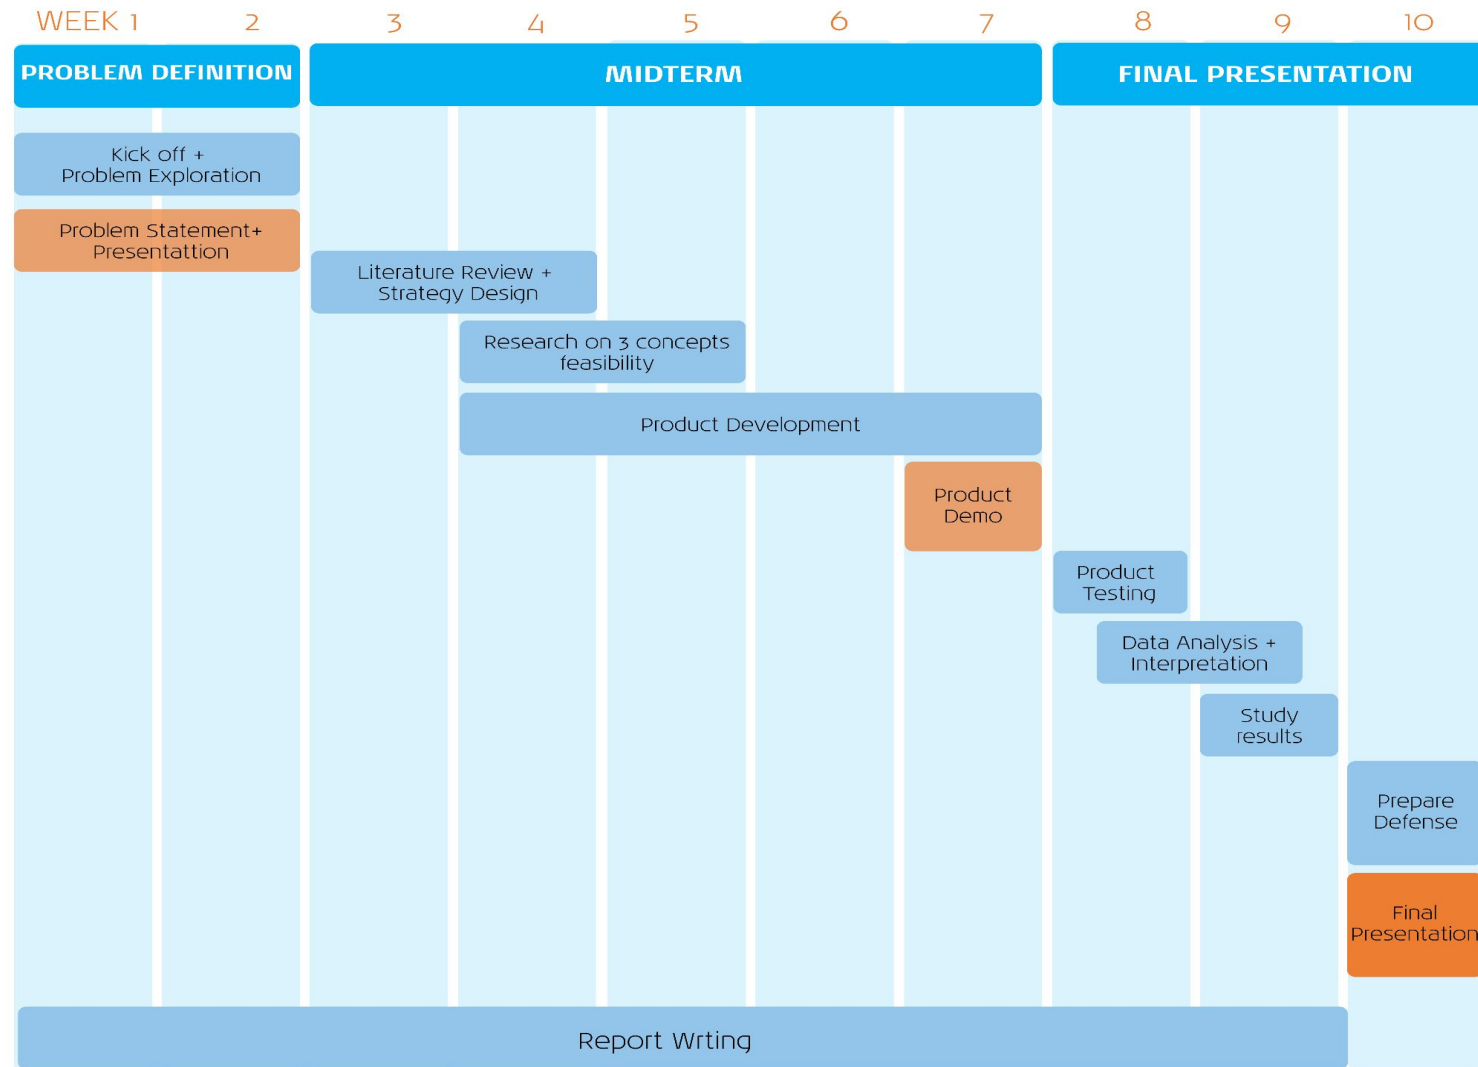 WEEK 1 2 3 4 5 6 7 8 9 10
PROBLEM DEFINITION MIDTERM FINAL PRESENTATION
Kick off +
Problem Exploration
Problem Statement+
Presentattion
Literature Review +
Strategy Design
Research on 3 concepts
feasibility
Product Development
Product
Demo
Product
Testing
Data Analysis +
Interpretation
Study
results
Prepare
Defense
Final
Presentation
Report Wrting